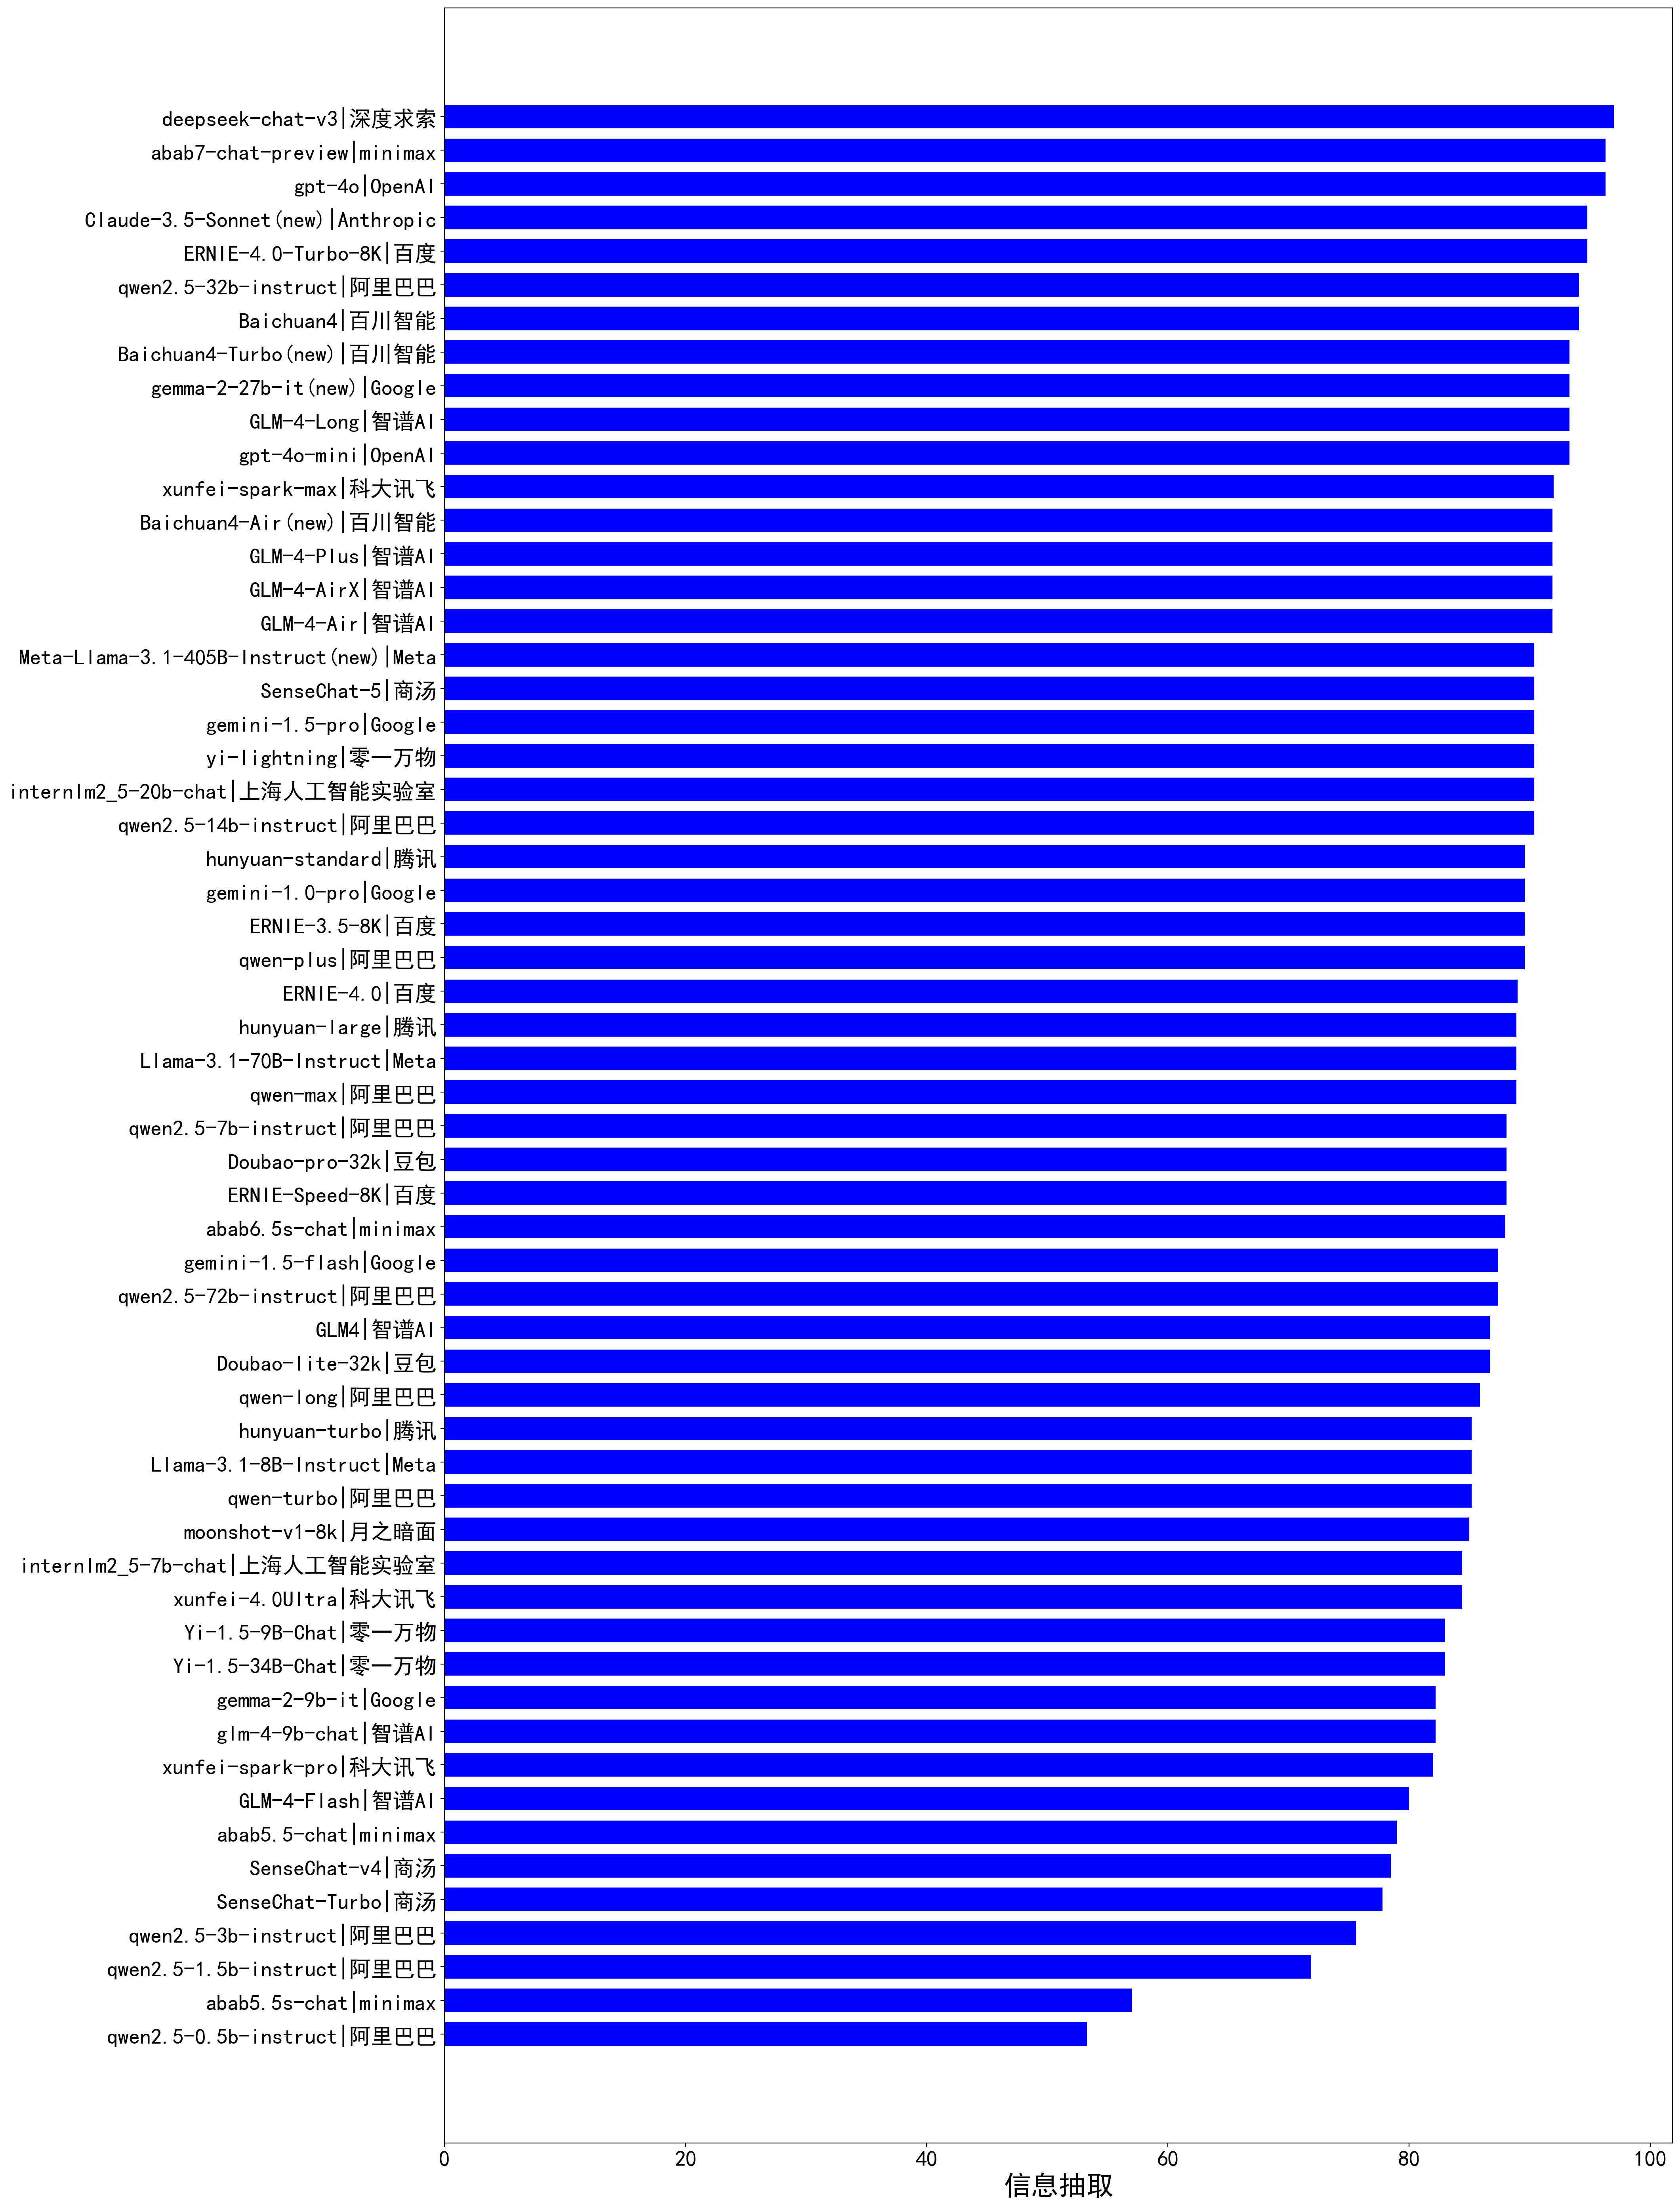 deepseek-chat-v3|深度求索
abab7-chat-preview|minimax
gpt-4o|OpenAI
Claude-3.5-Sonnet(new)|Anthropic
ERNIE-4.0-Turbo-8K|百度
qwen2.5-32b-instruct|阿里巴巴
Baichuan4|百川智能
Baichuan4-Turbo(new)|百川智能
gemma-2-27b-it(new)|Google
GLM-4-Long|智谱AI
gpt-4o-mini|OpenAI
xunfei-spark-max|科大讯飞
Baichuan4-Air(new)|百川智能
GLM-4-Plus|智谱AI
GLM-4-AirX|智谱AI
GLM-4-Air|智谱AI
Meta-Llama-3.1-405B-Instruct(new)|Meta
SenseChat-5|商汤
gemini-1.5-pro|Google
yi-lightning|零一万物
internlm2_5-20b-chat|上海人工智能实验室
qwen2.5-14b-instruct|阿里巴巴
hunyuan-standard|腾讯
gemini-1.0-pro|Google
ERNIE-3.5-8K|百度
qwen-plus|阿里巴巴
ERNIE-4.0|百度
hunyuan-large|腾讯
Llama-3.1-70B-Instruct|Meta
qwen-max|阿里巴巴
qwen2.5-7b-instruct|阿里巴巴
Doubao-pro-32k|豆包
ERNIE-Speed-8K|百度
abab6.5s-chat|minimax
gemini-1.5-flash|Google
qwen2.5-72b-instruct|阿里巴巴
GLM4|智谱AI
Doubao-lite-32k|豆包
qwen-long|阿里巴巴
hunyuan-turbo|腾讯
Llama-3.1-8B-Instruct|Meta
qwen-turbo|阿里巴巴
moonshot-v1-8k|月之暗面
internlm2_5-7b-chat|上海人工智能实验室
xunfei-4.0Ultra|科大讯飞
Yi-1.5-9B-Chat|零一万物
Yi-1.5-34B-Chat|零一万物
gemma-2-9b-it|Google
glm-4-9b-chat|智谱AI
xunfei-spark-pro|科大讯飞
GLM-4-Flash|智谱AI
abab5.5-chat|minimax
SenseChat-v4|商汤
SenseChat-Turbo|商汤
qwen2.5-3b-instruct|阿里巴巴
qwen2.5-1.5b-instruct|阿里巴巴
abab5.5s-chat|minimax
qwen2.5-0.5b-instruct|阿里巴巴
0 20 40 60 80 100
信息抽取